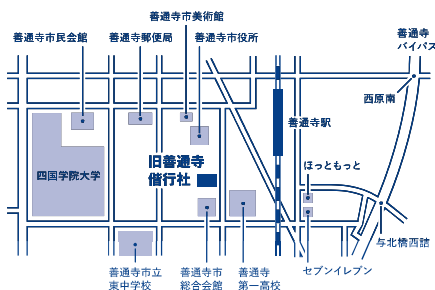 善通寺市美術館
善通寺市民会館
善通寺郵便局
善通寺市役所
善通寺
バイパス
西原南
善通寺駅
旧善通寺
偕行社
ほっともっと
四国学院大学
与北橋西詰
善通寺市立
東中学校
善通寺市
総合会館
善通寺
第一高校
セブンイレブン